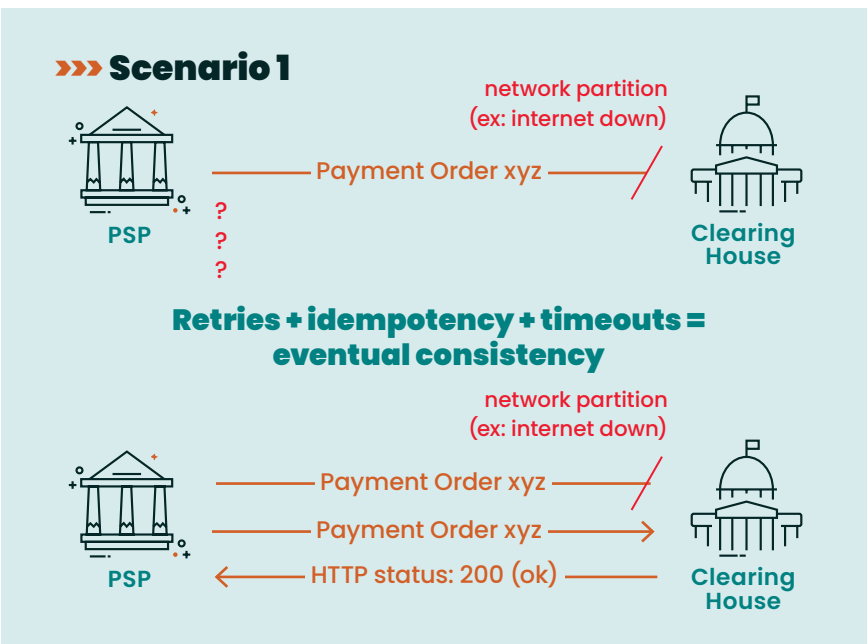 >>> Scenario 1
network partition
(ex: internet down)
Payment Order xyz
?
?
?
PSP
Clearing
House
Retries + idempotency + timeouts =
eventual consistency
network partition
(ex: internet down)
Payment Order xyz
Payment Order xyz
HTTP status: 200 (ok)
PSP
Clearing
House